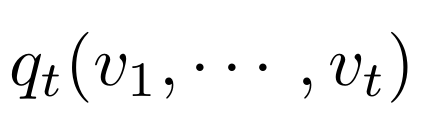 $q_t(v_1, \cdots, v_t)$